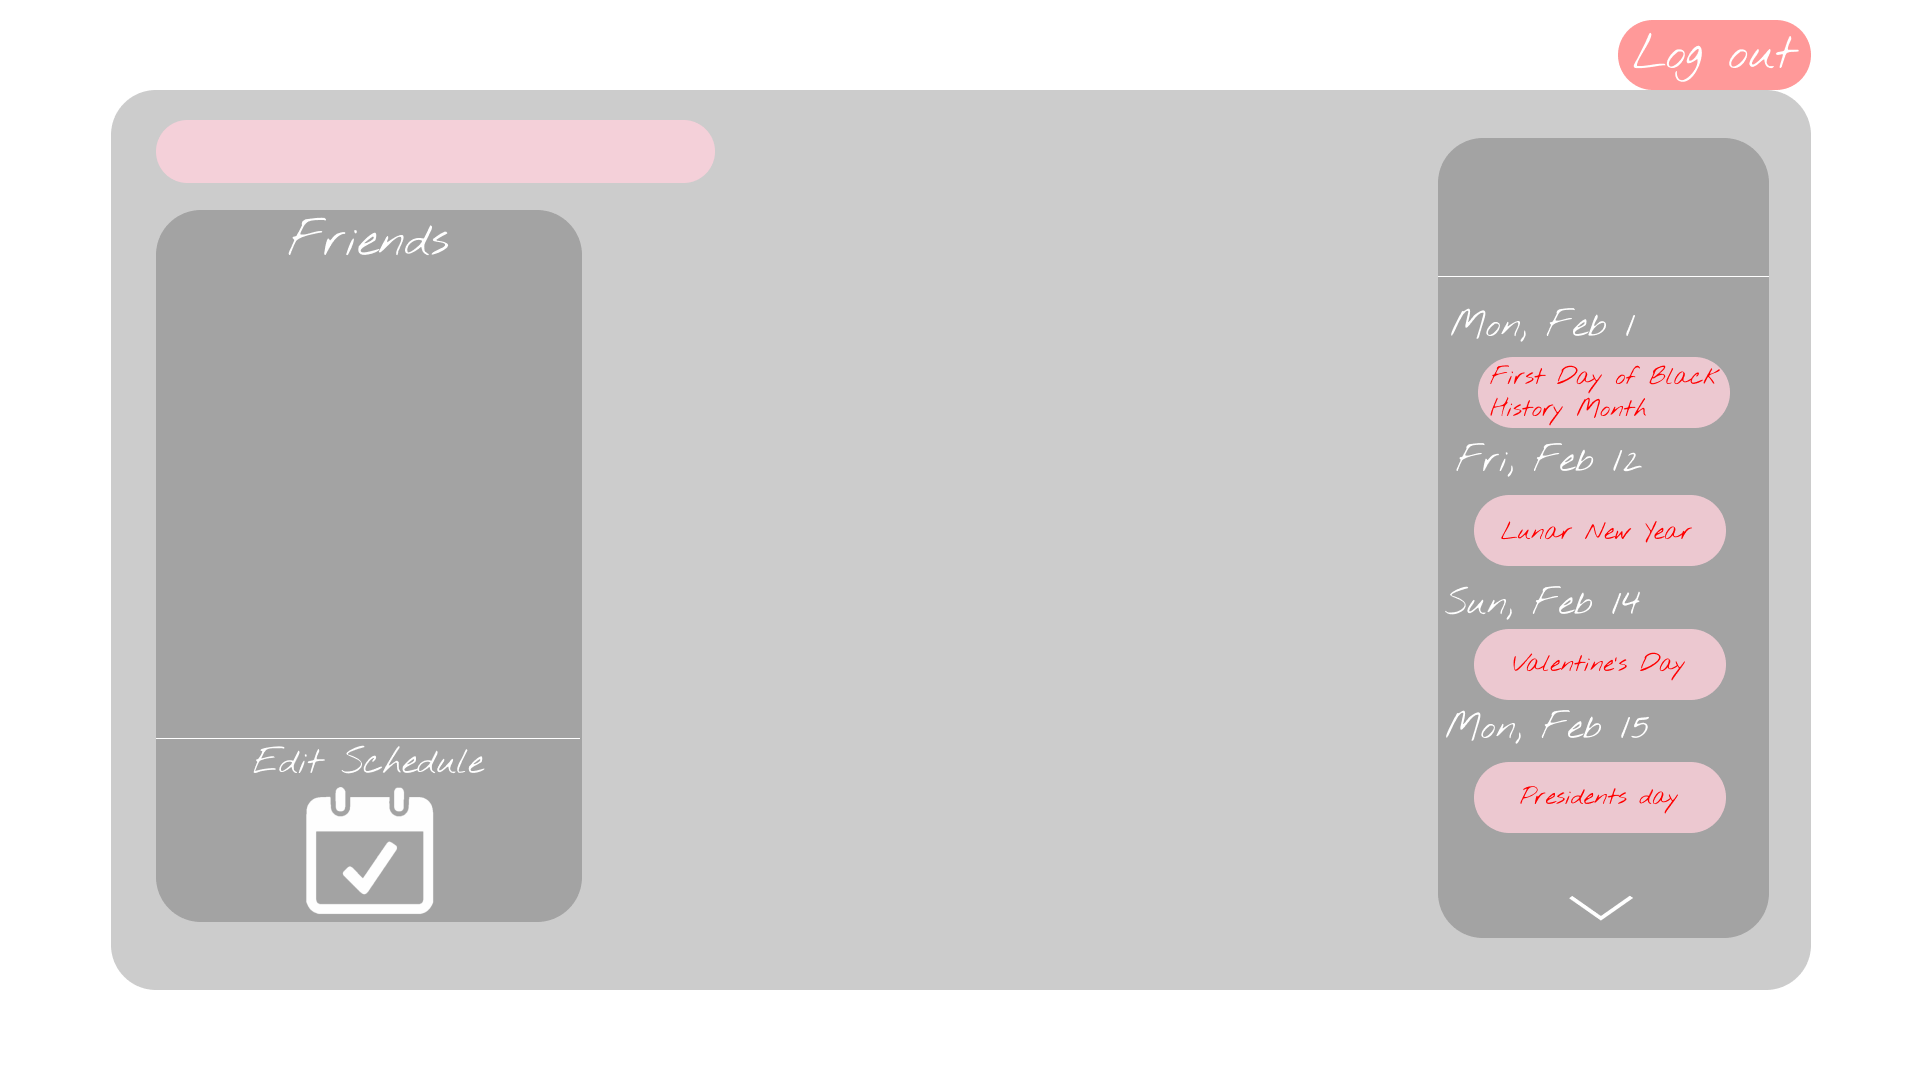 Log out
Friends
Edit Schedule
Mon, Feb 1
First Day of Black
History Month
Fri, Feb 12
Lunar New Year
Sun, Feb 14
Valentine's Day
Mon, Feb 15
Presidents day